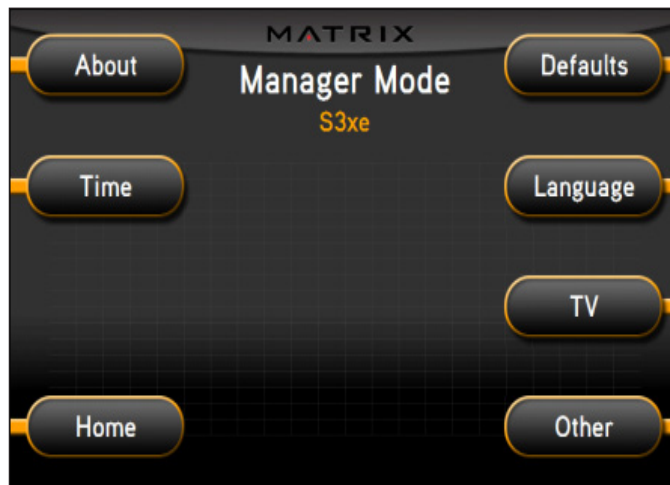 MATRIX
Manager Mode
S3xe
About
Defaults
Time
Language
TV
Home
Other